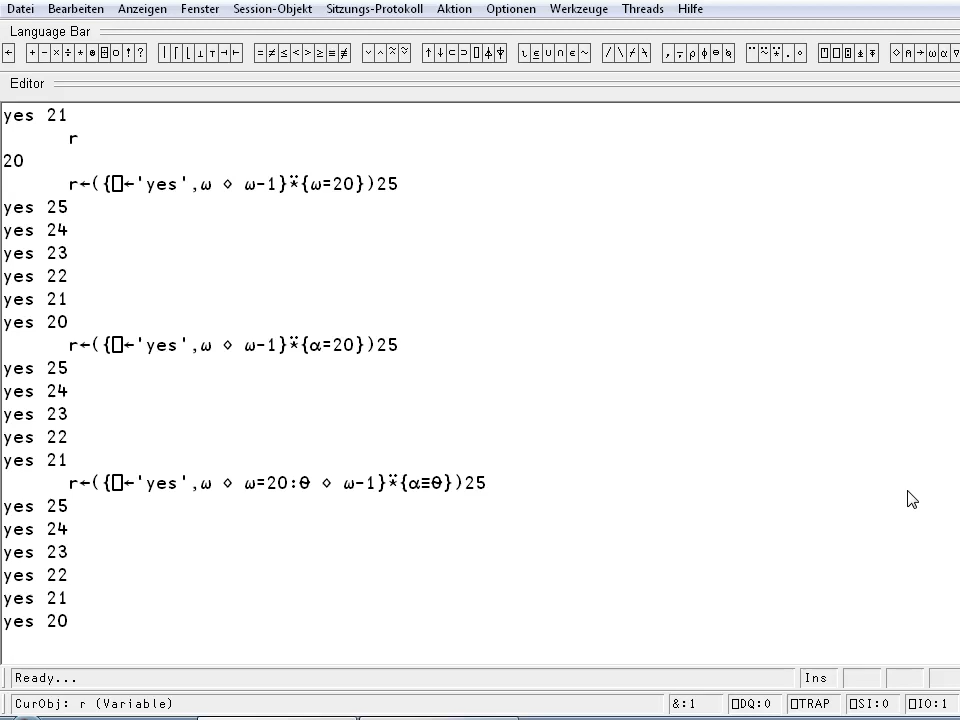 Datei Bearbeiten Anzeigen Fenster Session-Objekt Sitzungs-Protokoll Aktion Optionen Werkzeuge Threads Hilfe
Language Bar
Editor
yes 21
r
20
r←({⎕←'yes',⍵ ⋄ ⍵-1}⍣{⍵=20})25
yes 25
yes 24
yes 23
yes 22
yes 21
yes 20
r←({⎕←'yes',⍵ ⋄ ⍵-1}⍣{⍺=20})25
yes 25
yes 24
yes 23
yes 22
yes 21
r←({⎕←'yes',⍵ ⋄ ⍵=20:⍬ ⋄ ⍵-1}⍣{⍺≡⍬})25
yes 25
yes 24
yes 23
yes 22
yes 21
yes 20
Ready... Ins
CurObj: r (Variable) &:1 ⎕DQ:0 ⎕TRAP ⎕SI:0 ⎕IO:1